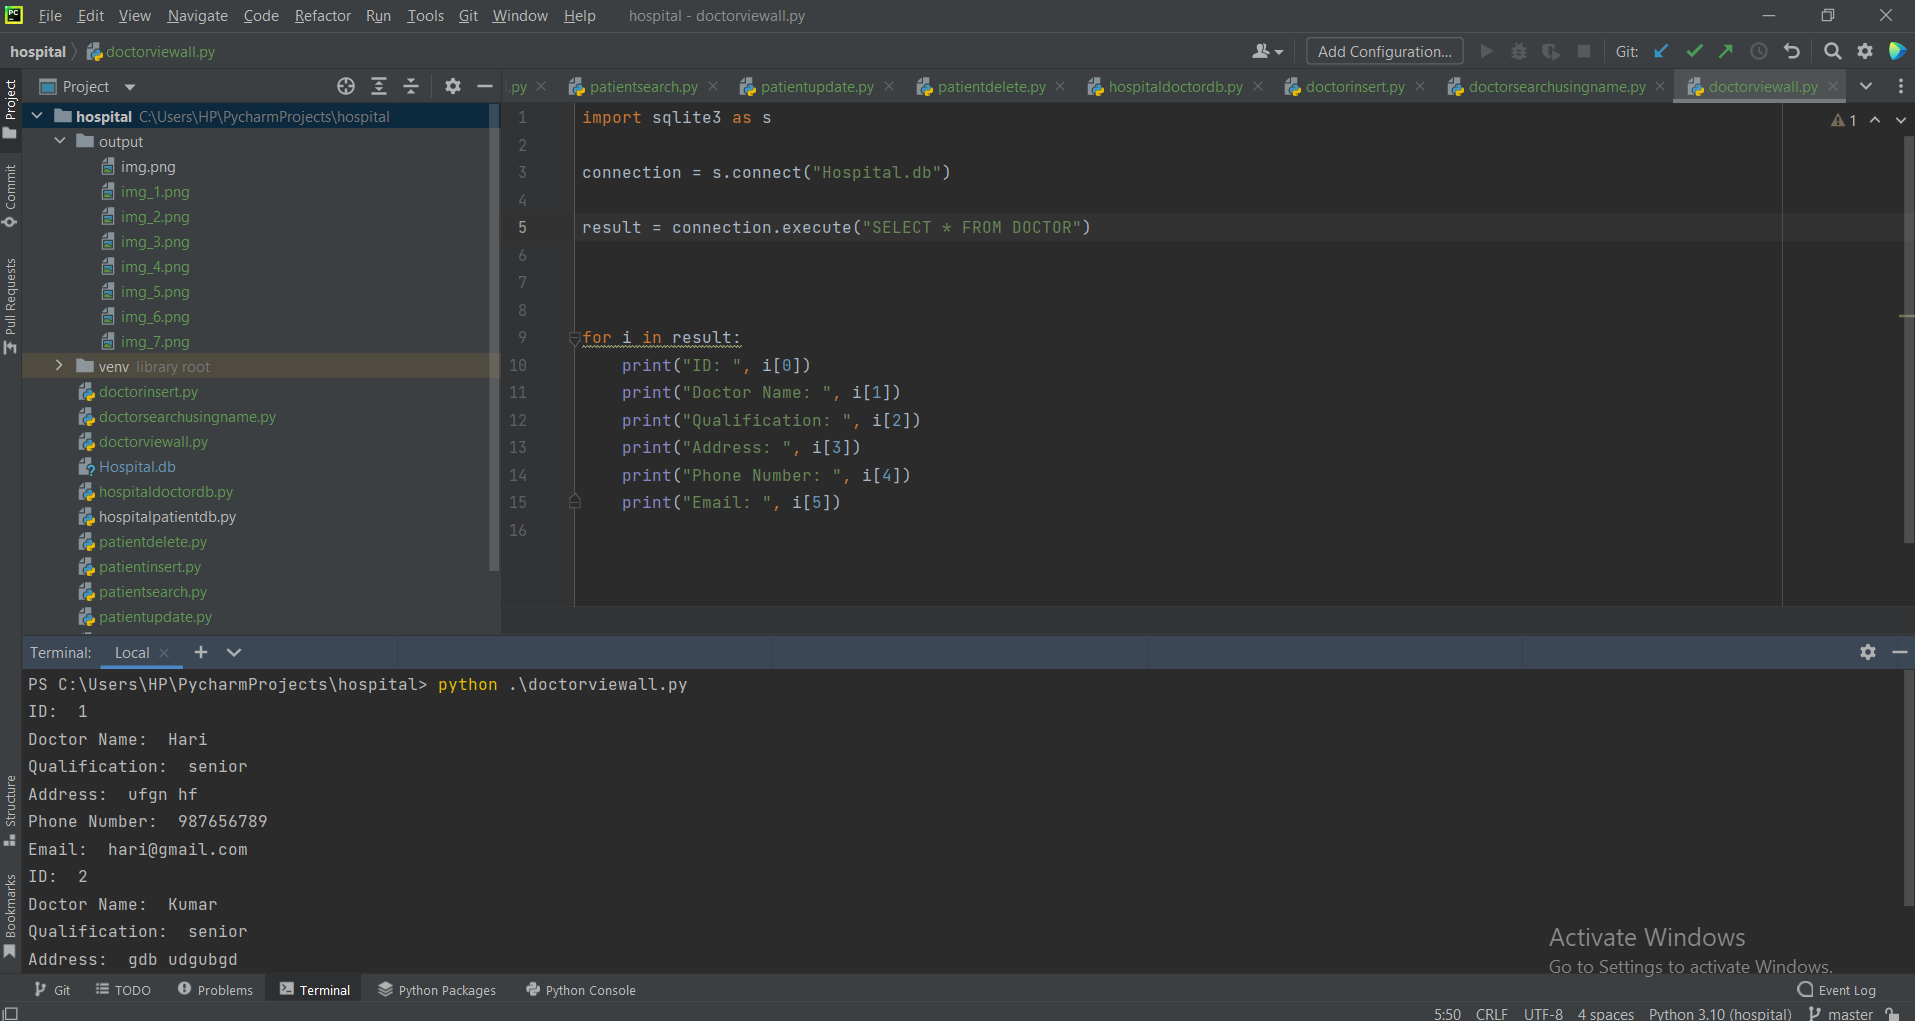 File Edit View Navigate Code Refactor Run Tools Git Window Help hospital - doctorviewall.py
hospital doctorviewall.py Add Configuration... Git:
Project
.py patientsearch.py patientupdate.py patientdelete.py hospitaldoctordb.py doctorinsert.py doctorsearchusingname.py doctorviewall.py
Project
Commit
Pull Requests
Structure
Bookmarks
hospital C:\Users\HP\PycharmProjects\hospital
output
img.png
img_1.png
img_2.png
img_3.png
img_4.png
img_5.png
img_6.png
img_7.png
venv library root
doctorinsert.py
doctorsearchusingname.py
doctorviewall.py
Hospital.db
hospitaldoctordb.py
hospitalpatientdb.py
patientdelete.py
patientinsert.py
patientsearch.py
patientupdate.py
1 import sqlite3 as s
2
3 connection = s.connect("Hospital.db")
4
5 result = connection.execute("SELECT * FROM DOCTOR")
6
7
8
9 for i in result:
10 print("ID: ", i[0])
11 print("Doctor Name: ", i[1])
12 print("Qualification: ", i[2])
13 print("Address: ", i[3])
14 print("Phone Number: ", i[4])
15 print("Email: ", i[5])
16
1
Terminal: Local
PS C:\Users\HP\PycharmProjects\hospital> python .\doctorviewall.py
ID:  1
Doctor Name:  Hari
Qualification:  senior
Address:  ufgn hf
Phone Number:  987656789
Email:  hari@gmail.com
ID:  2
Doctor Name:  Kumar
Qualification:  senior
Address:  gdb udgubgd
Activate Windows
Go to Settings to activate Windows.
Git TODO Problems Terminal Python Packages Python Console Event Log
5:50 CRLF UTF-8 4 spaces Python 3.10 (hospital) master